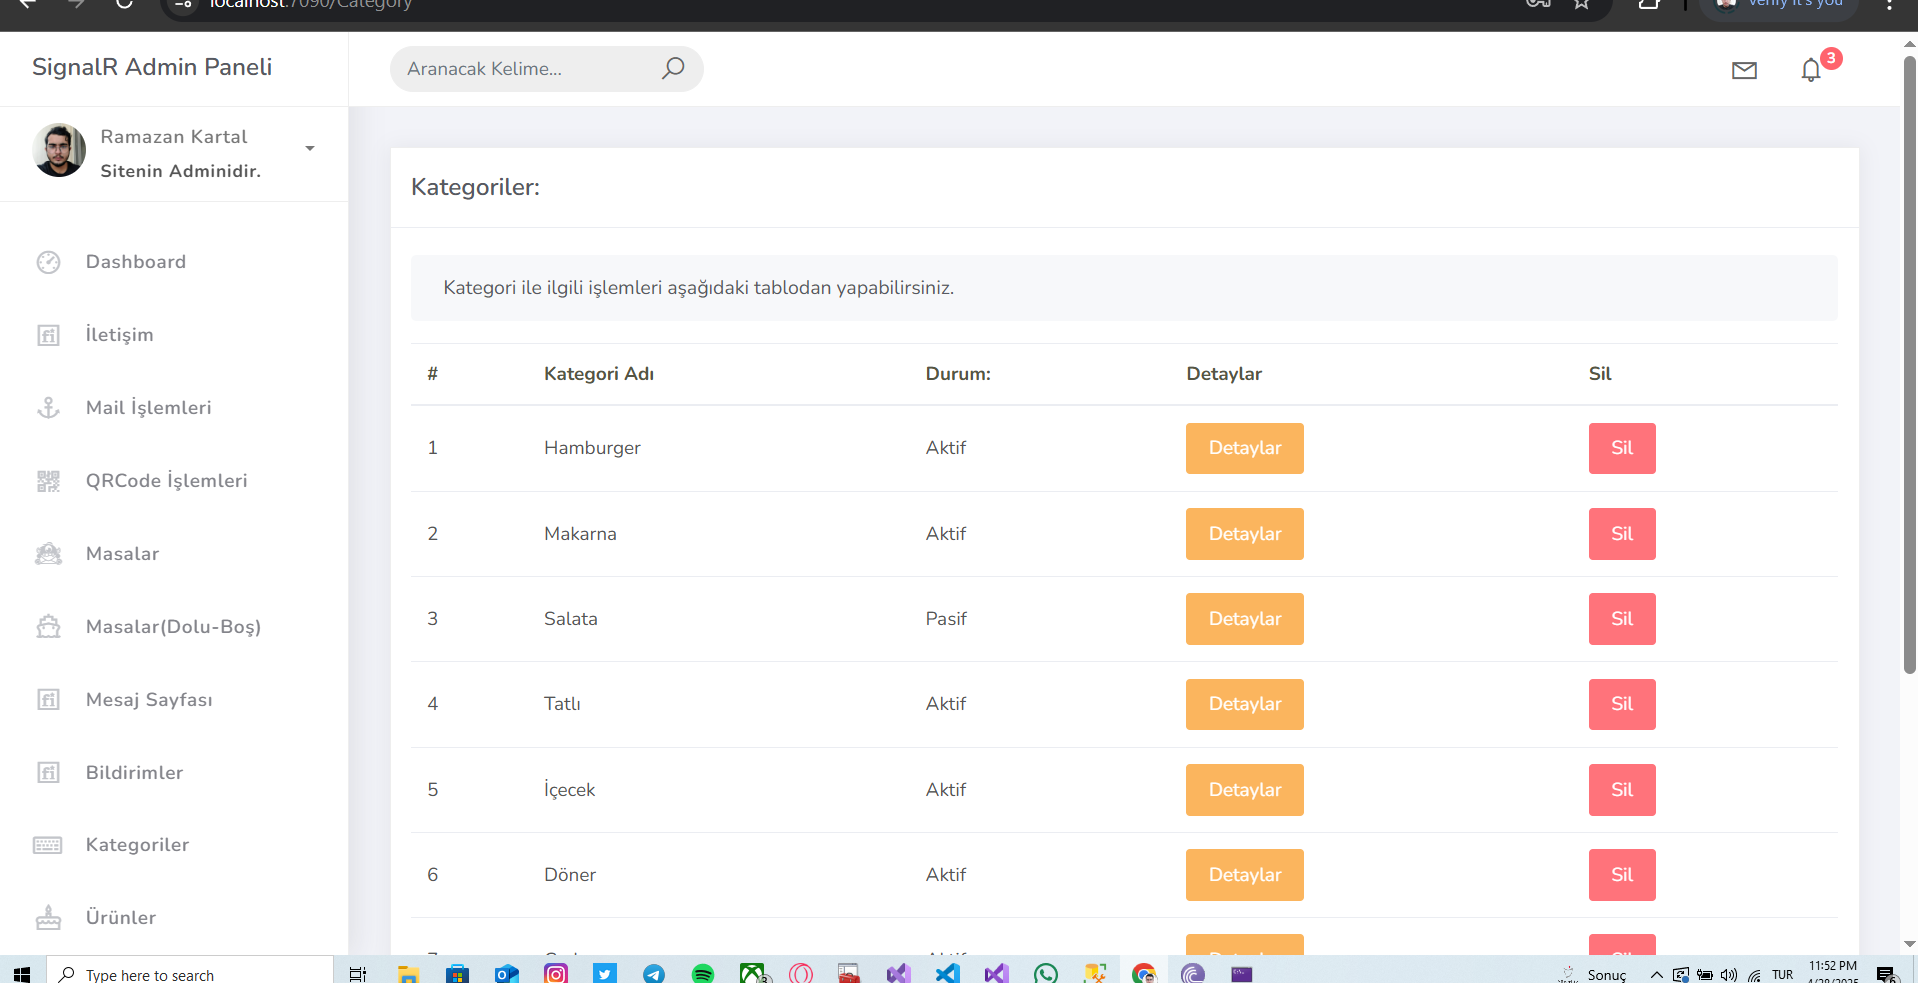 localhost:7090/Category
Verify it's you
SignalR Admin Paneli
Aranacak Kelime...
3
Ramazan Kartal
Sitenin Adminidir.
Dashboard
İletişim
Mail İşlemleri
QRCode İşlemleri
Masalar
Masalar(Dolu-Boş)
Mesaj Sayfası
Bildirimler
Kategoriler
Ürünler
Kategoriler:
Kategori ile ilgili işlemleri aşağıdaki tablodan yapabilirsiniz.
# Kategori Adı Durum: Detaylar Sil
1 Hamburger Aktif Detaylar Sil
2 Makarna Aktif Detaylar Sil
3 Salata Pasif Detaylar Sil
4 Tatlı Aktif Detaylar Sil
5 İçecek Aktif Detaylar Sil
6 Döner Aktif Detaylar Sil
Type here to search
Sonuç
TUR
11:52 PM